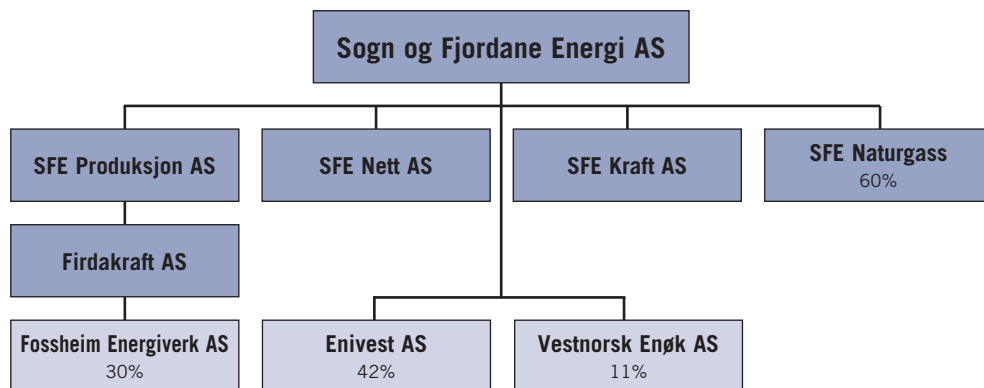 Sogn og Fjordane Energi AS
SFE Produksjon AS
SFE Nett AS
SFE Kraft AS
SFE Naturgass
60%
Firdakraft AS
Fossheim Energiverk AS
30%
Enivest AS
42%
Vestnorsk Enøk AS
11%